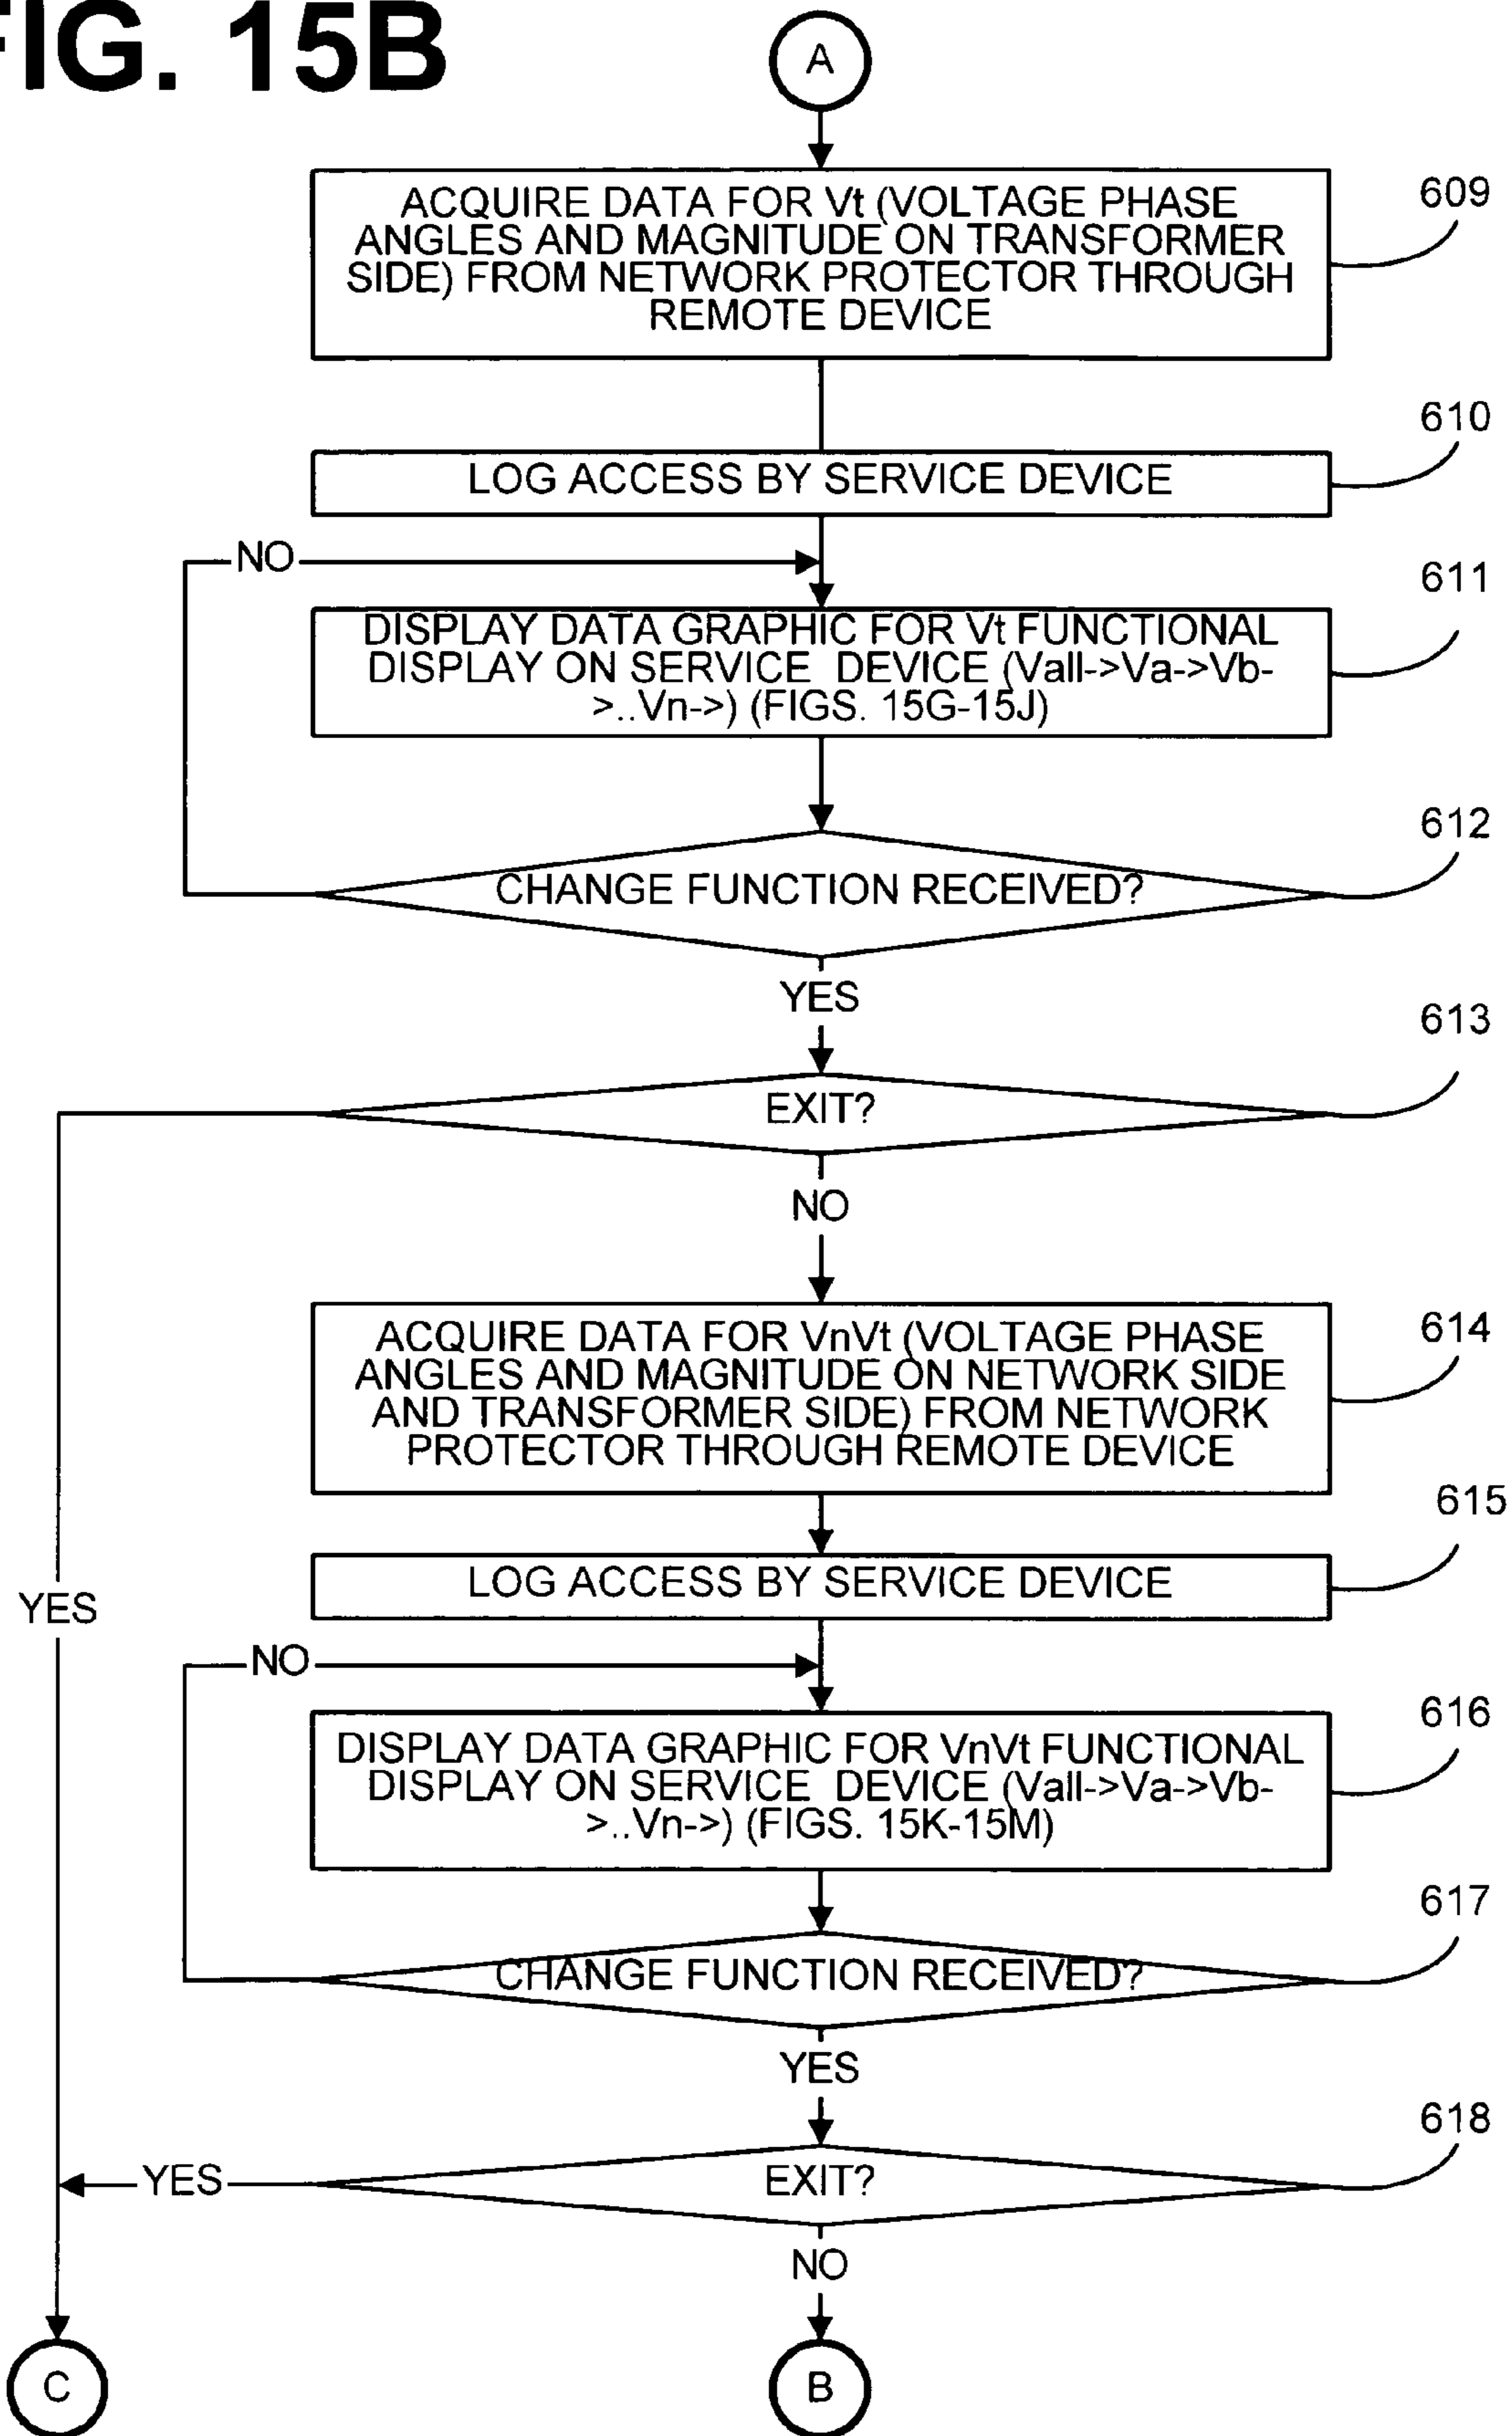 FIG. 15B
A
ACQUIRE DATA FOR Vt (VOLTAGE PHASE
ANGLES AND MAGNITUDE ON TRANSFORMER
SIDE) FROM NETWORK PROTECTOR THROUGH
REMOTE DEVICE
609
LOG ACCESS BY SERVICE DEVICE
610
NO
DISPLAY DATA GRAPHIC FOR Vt FUNCTIONAL
DISPLAY ON SERVICE DEVICE (Vall->Va->Vb-
>..Vn->) (FIGS. 15G-15J)
611
CHANGE FUNCTION RECEIVED?
612
YES
EXIT?
613
NO
ACQUIRE DATA FOR VnVt (VOLTAGE PHASE
ANGLES AND MAGNITUDE ON NETWORK SIDE
AND TRANSFORMER SIDE) FROM NETWORK
PROTECTOR THROUGH REMOTE DEVICE
614
LOG ACCESS BY SERVICE DEVICE
615
YES
NO
DISPLAY DATA GRAPHIC FOR VnVt FUNCTIONAL
DISPLAY ON SERVICE DEVICE (Vall->Va->Vb-
>..Vn->) (FIGS. 15K-15M)
616
CHANGE FUNCTION RECEIVED?
617
YES
EXIT?
618
YES
NO
C
B